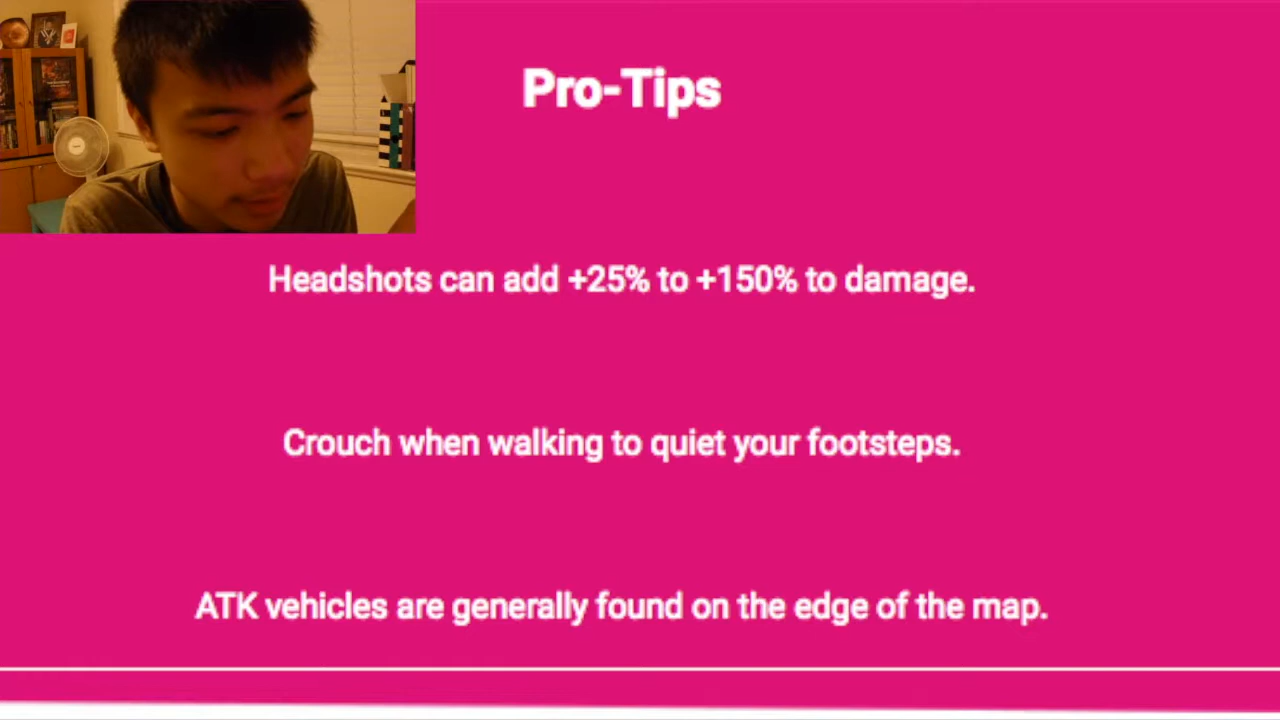 Pro-Tips
Headshots can add +25% to +150% to damage.
Crouch when walking to quiet your footsteps.
ATK vehicles are generally found on the edge of the map.